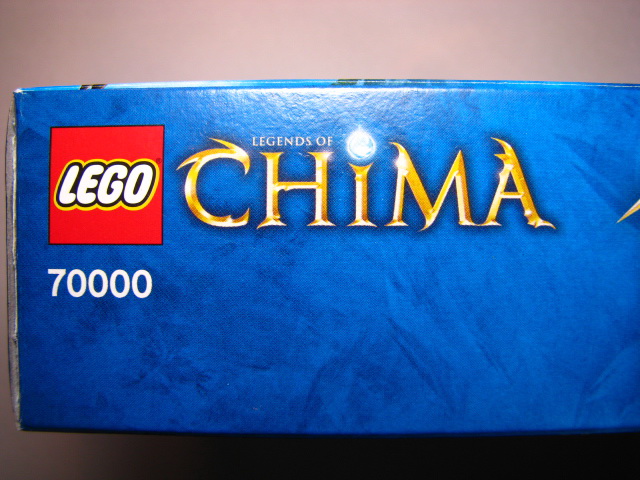 LEGO
LEGENDS OF
CHiMA
70000